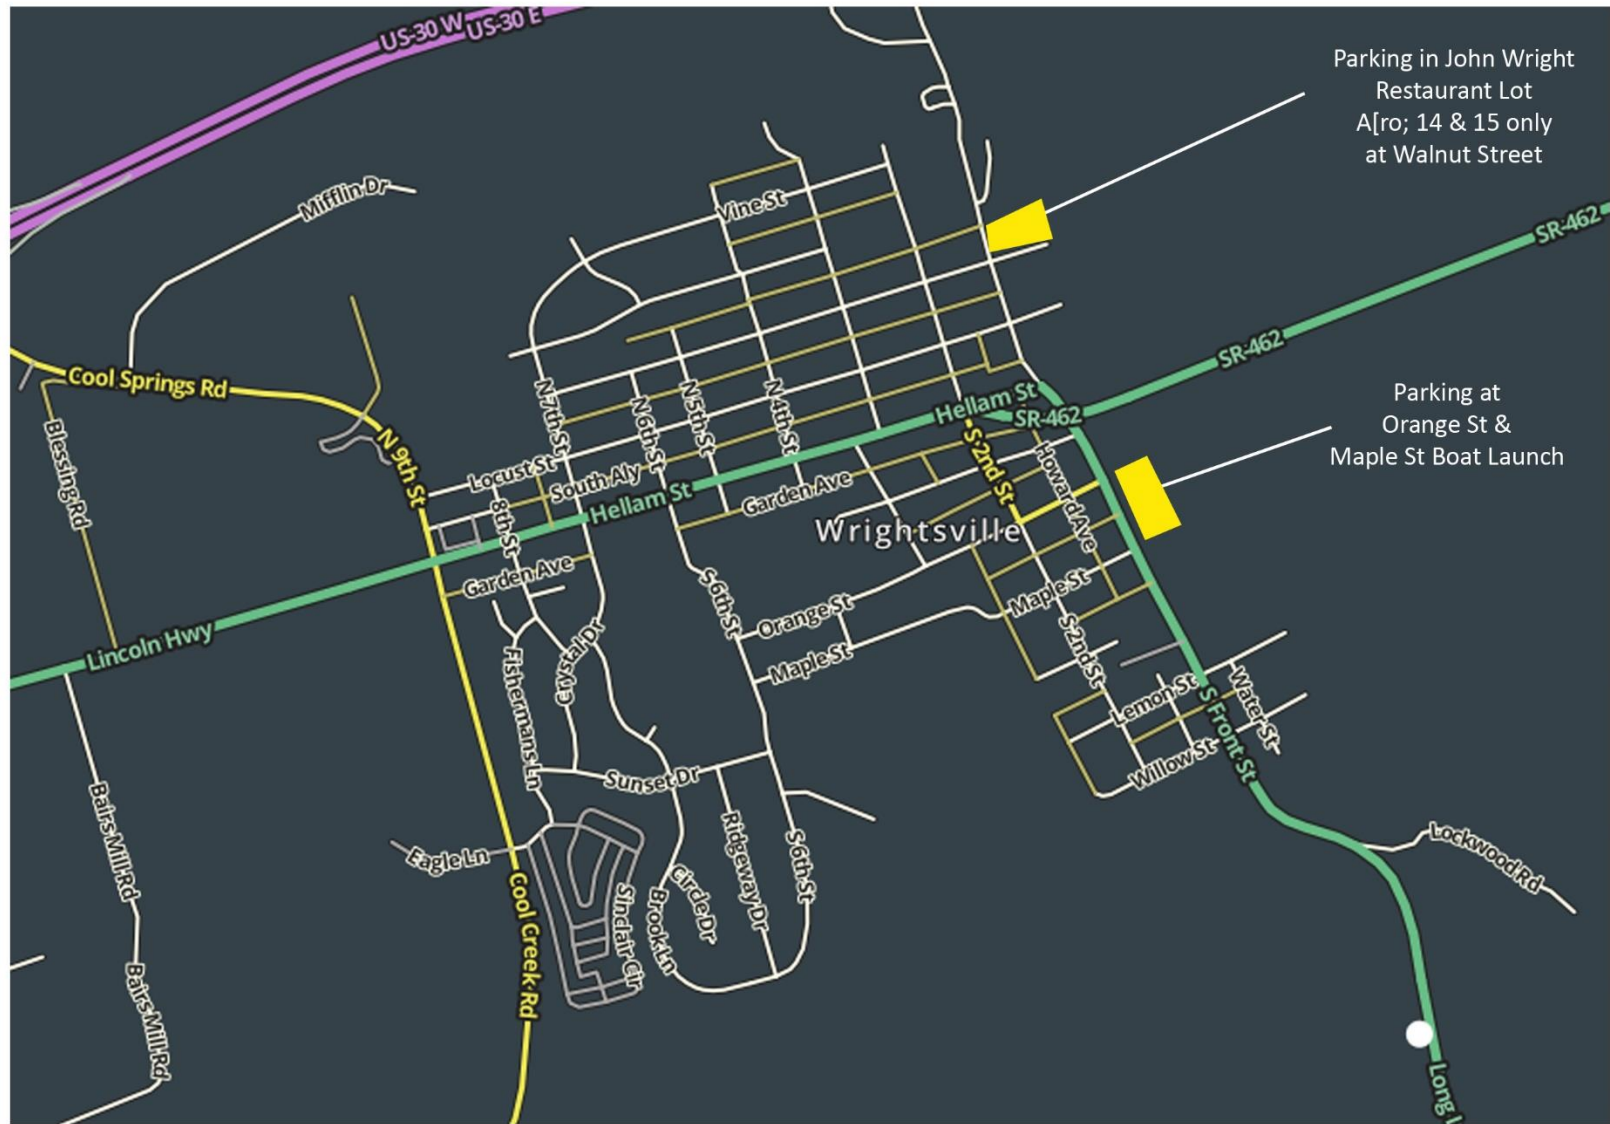 US-30 W
US-30 E
Parking in John Wright
Restaurant Lot
A[ro; 14 & 15 only
at Walnut Street
Mifflin Dr
Vine St
SR-462
SR-462
Cool Springs Rd
Blessing Rd
N 9th St
N 7th St
N 6th St
N 5th St
N 4th St
Hellam St
SR-462
Parking at
Orange St &
Maple St Boat Launch
Locust St
South Aly
Hellam St
8th St
Garden Ave
S 2nd St
Howard Ave
Wrightsville
Garden Ave
S 6th St
Orange St
Maple St
Maple St
S 2nd St
Lincoln Hwy
Fishermans Ln
Crystal Dr
Lemon St
Water St
S Front St
Willow St
Sunset Dr
Bairs Mill Rd
Eagle Ln
Cool Creek Rd
Sinclair Cir
Brook Ln
Circle Dr
Ridgeway Dr
S 6th St
Lockwood Rd
Bairs Mill Rd
Long